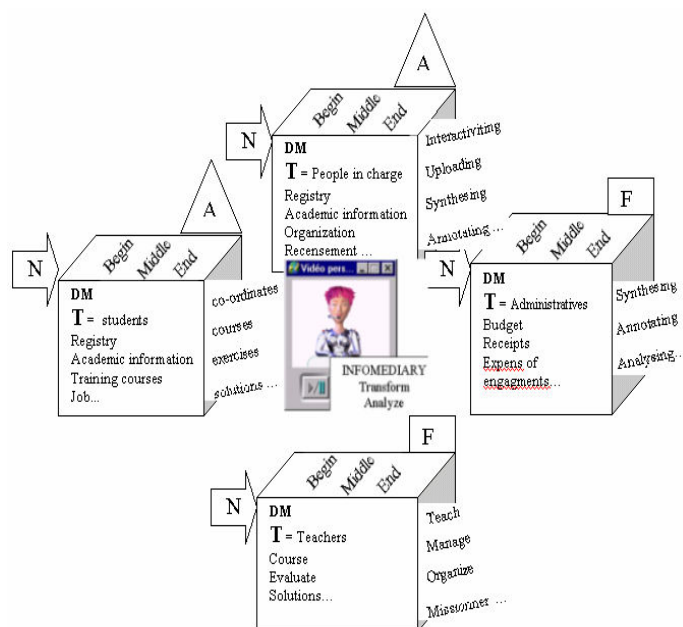 A
N
Begin
Middle
End
DM
T = People in charge
Registry
Academic information
Organization
Recensement ...
Interactiviting
Uploading
Synthesing
Annotating ...
A
N
Begin
Middle
End
DM
T = students
Registry
Academic information
Training courses
Job...
co-ordinates
courses
exercises
solutions ...
Vidéo pers...
INFOMEDIARY
Transform
Analyze
F
N
Begin
Middle
End
DM
T = Administratives
Budget
Receipts
Expens of
engagments...
Synthesing
Annotating
Analysing...
F
N
Begin
Middle
End
DM
T = Teachers
Course
Evaluate
Solutions...
Teach
Manage
Organize
Missionner ...